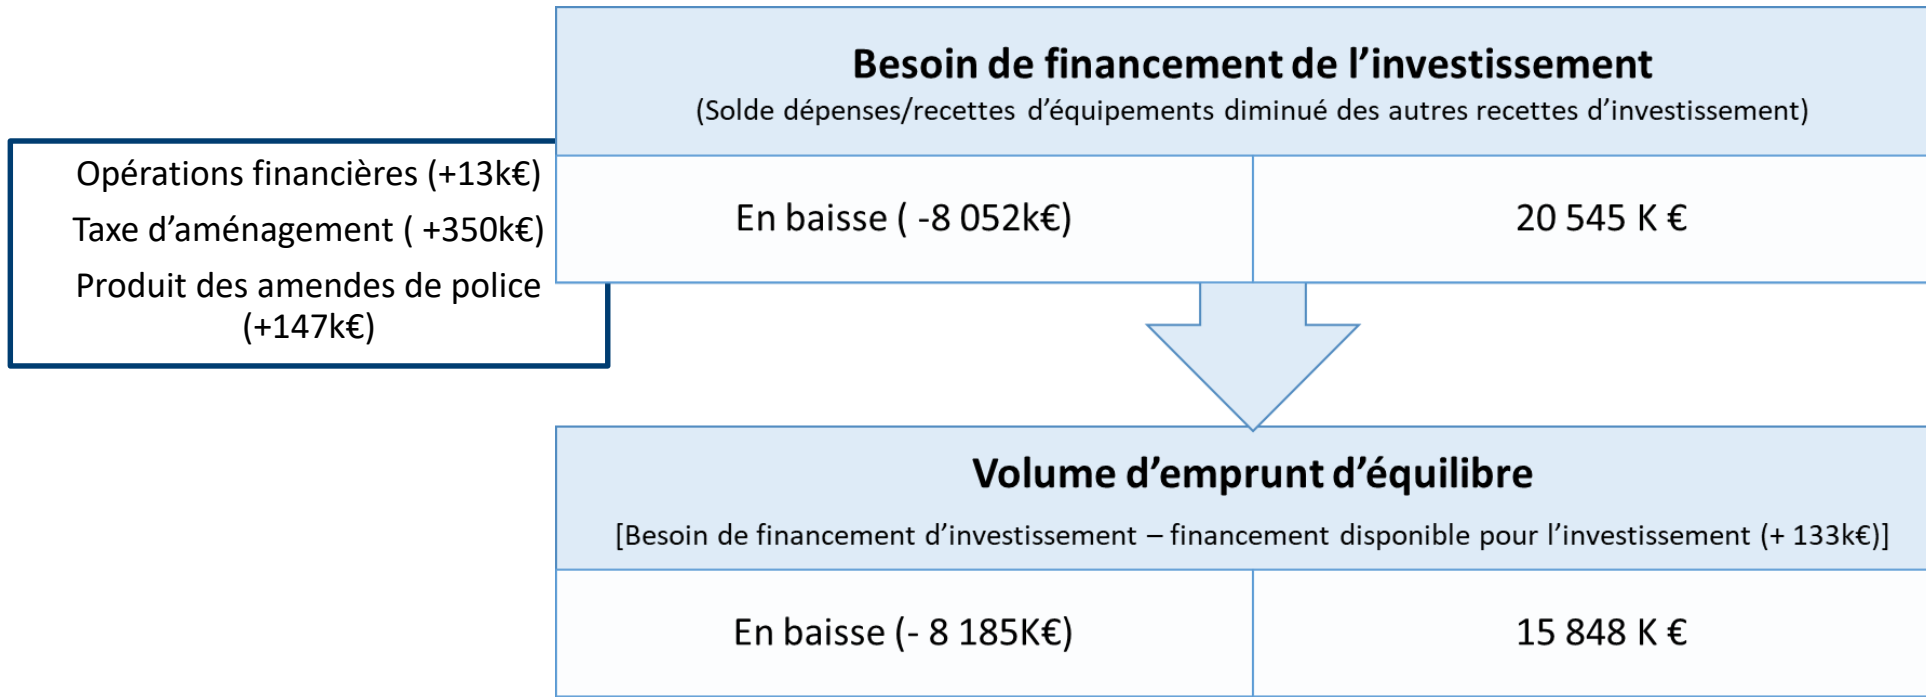 Besoin de financement de l’investissement
(Solde dépenses/recettes d’équipements diminué des autres recettes d’investissement)
Opérations financières (+13k€)
Taxe d’aménagement ( +350k€)
Produit des amendes de police
(+147k€)
En baisse ( -8 052k€)
20 545 K €
Volume d’emprunt d’équilibre
[Besoin de financement d’investissement – financement disponible pour l’investissement (+ 133k€)]
En baisse (- 8 185K€)
15 848 K €